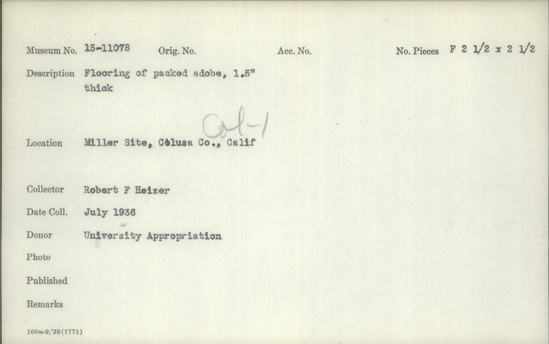 Museum No. 15-11078 Orig. No. Acc. No. No. Pieces F 2 1/2 x 2 1/2
Description Flooring of packed adobe, 1.5" thick
Col-1
Location Miller Site, Colusa Co., Calif
Collector Robert F Heizer
Date Coll. July 1936
Donor University Appropriation
Photo
Published
Remarks
100m-9,'39(1771)